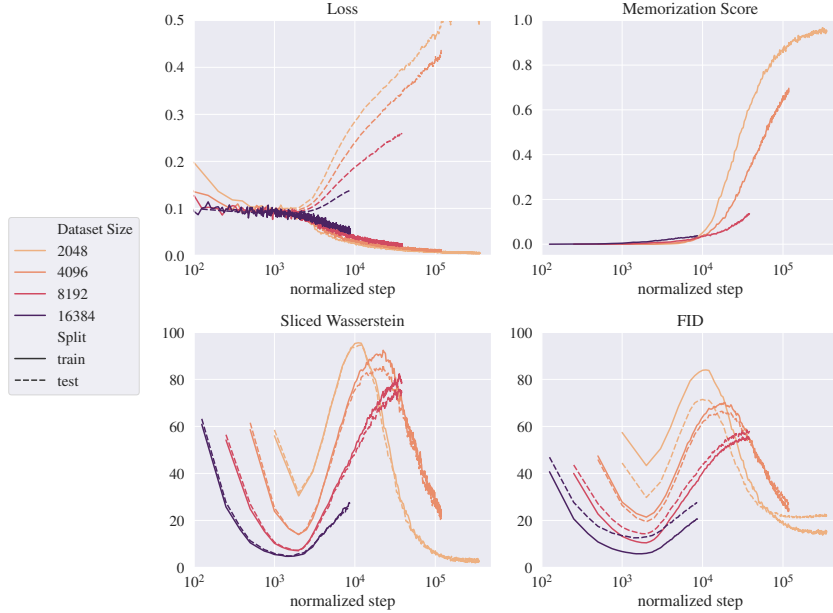 Loss
Memorization Score
0.5
0.4
0.3
0.2
0.1
0.0
10² 10³ 10⁴ 10⁵
normalized step
1.0
0.8
0.6
0.4
0.2
0.0
10² 10³ 10⁴ 10⁵
normalized step
Dataset Size
2048
4096
8192
16384
Split
train
test
Sliced Wasserstein
FID
100
80
60
40
20
0
10² 10³ 10⁴ 10⁵
normalized step
100
80
60
40
20
0
10² 10³ 10⁴ 10⁵
normalized step